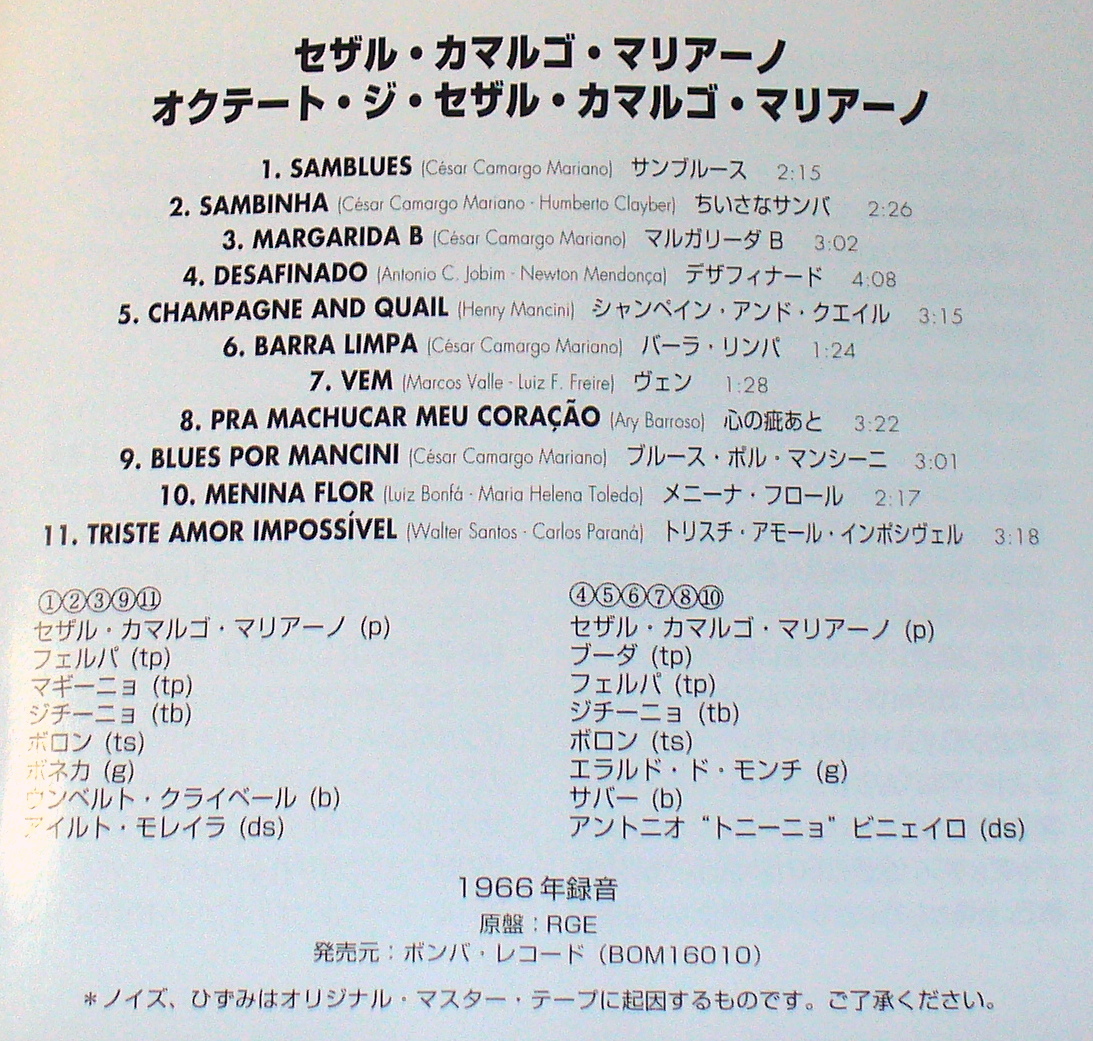 セザル・カマルゴ・マリアーノ
オクテート・ジ・セザル・カマルゴ・マリアーノ
1. SAMBLUES (César Camargo Mariano) サンブルース 2:15
2. SAMBINHA (César Camargo Mariano - Humberto Clayber) ちいさなサンバ 2:26
3. MARGARIDA B (César Camargo Mariano) マルガリーダ B 3:02
4. DESAFINADO (Antonio C. Jobim - Newton Mendonça) デザフィナード 4:08
5. CHAMPAGNE AND QUAIL (Henry Mancini) シャンペイン・アンド・クエイル 3:15
6. BARRA LIMPA (César Camargo Mariano) バーラ・リンパ 1:24
7. VEM (Marcos Valle - Luiz F. Freire) ヴェン 1:28
8. PRA MACHUCAR MEU CORAÇÃO (Ary Barroso) 心の疵あと 3:22
9. BLUES POR MANCINI (César Camargo Mariano) ブルース・ポル・マンシーニ 3:01
10. MENINA FLOR (Luiz Bonfá - Maria Helena Toledo) メニーナ・フロール 2:17
11. TRISTE AMOR IMPOSSÍVEL (Walter Santos - Carlos Paraná) トリスチ・アモール・インポシヴェル 3:18
①②③⑨⑪
セザル・カマルゴ・マリアーノ (p)
フェルパ (tp)
マギーニョ (tp)
ジチーニョ (tb)
ボロン (ts)
ボネカ (g)
ウンベルト・クライベール (b)
アイルト・モレイラ (ds)
④⑤⑥⑦⑧⑩
セザル・カマルゴ・マリアーノ (p)
ブーダ (tp)
フェルパ (tp)
ジチーニョ (tb)
ボロン (ts)
エラルド・ド・モンチ (g)
サバー (b)
アントニオ “トニーニョ” ピニェイロ (ds)
1966年録音
原盤：RGE
発売元：ボンバ・レコード（BOM16010）
＊ノイズ、ひずみはオリジナル・マスター・テープに起因するものです。ご了承ください。